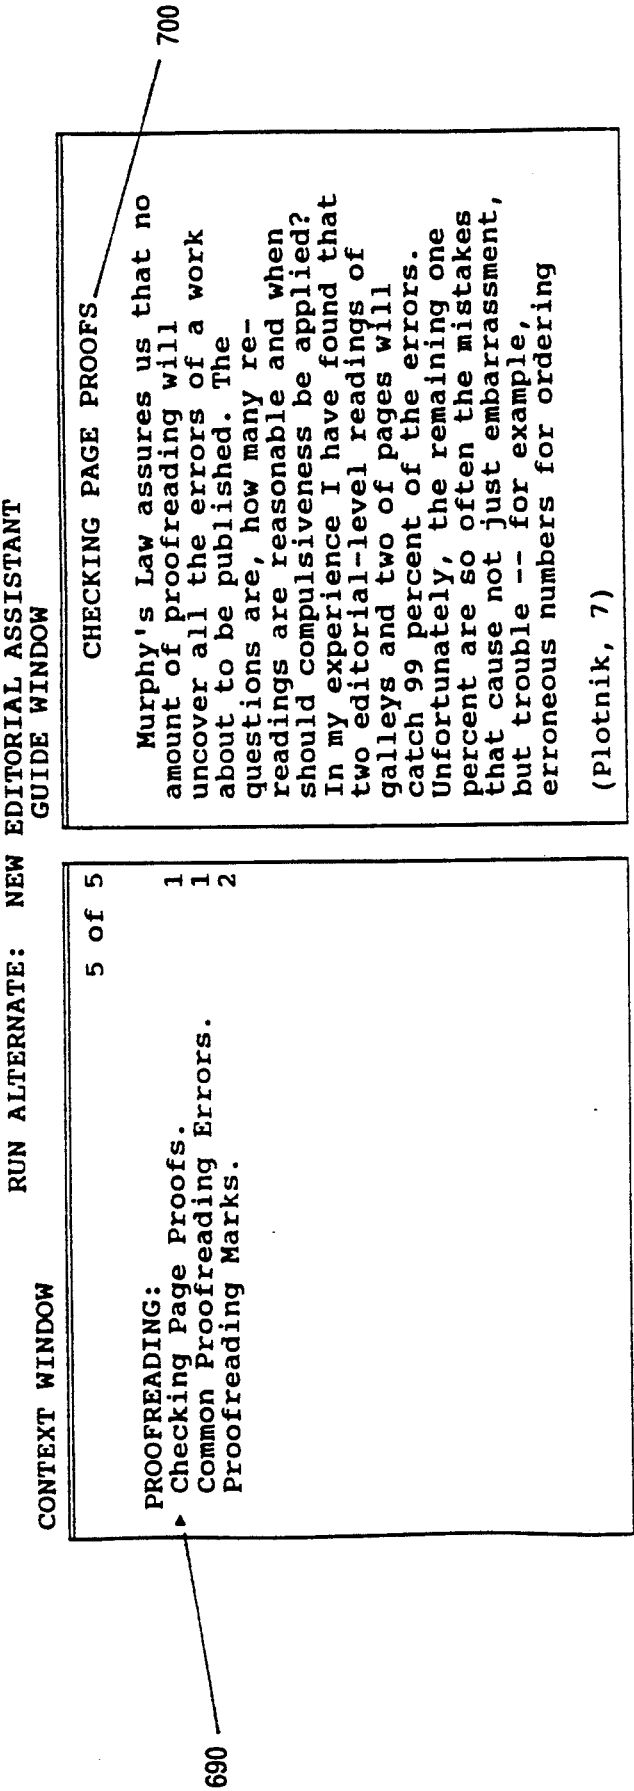 RUN ALTERNATE: NEW EDITORIAL ASSISTANT
CONTEXT WINDOW
5 of 5
PROOFREADING:
▸ Checking Page Proofs. 1
Common Proofreading Errors. 1
Proofreading Marks. 2
690
GUIDE WINDOW
CHECKING PAGE PROOFS
700
Murphy's Law assures us that no
amount of proofreading will
uncover all the errors of a work
about to be published. The
questions are, how many re-
readings are reasonable and when
should compulsiveness be applied?
In my experience I have found that
two editorial-level readings of
galleys and two of pages will
catch 99 percent of the errors.
Unfortunately, the remaining one
percent are so often the mistakes
that cause not just embarrassment,
but trouble -- for example,
erroneous numbers for ordering
(Plotnik, 7)